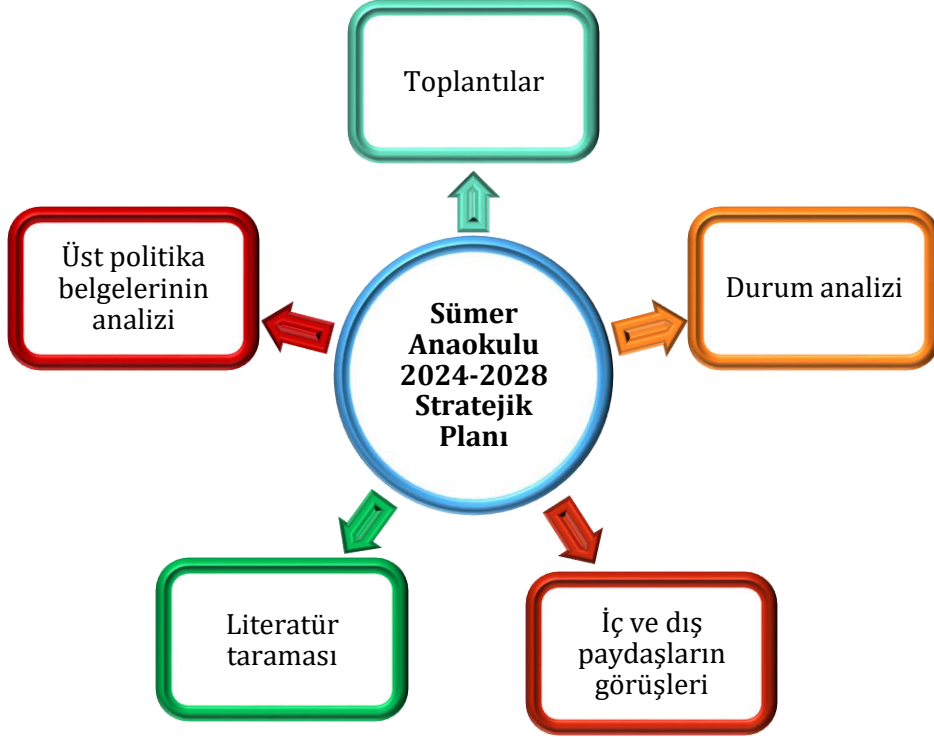 Toplantılar
Üst politika
belgelerinin
analizi
Durum analizi
Sümer
Anaokulu
2024-2028
Stratejik
Planı
Literatür
taraması
İç ve dış
paydaşların
görüşleri